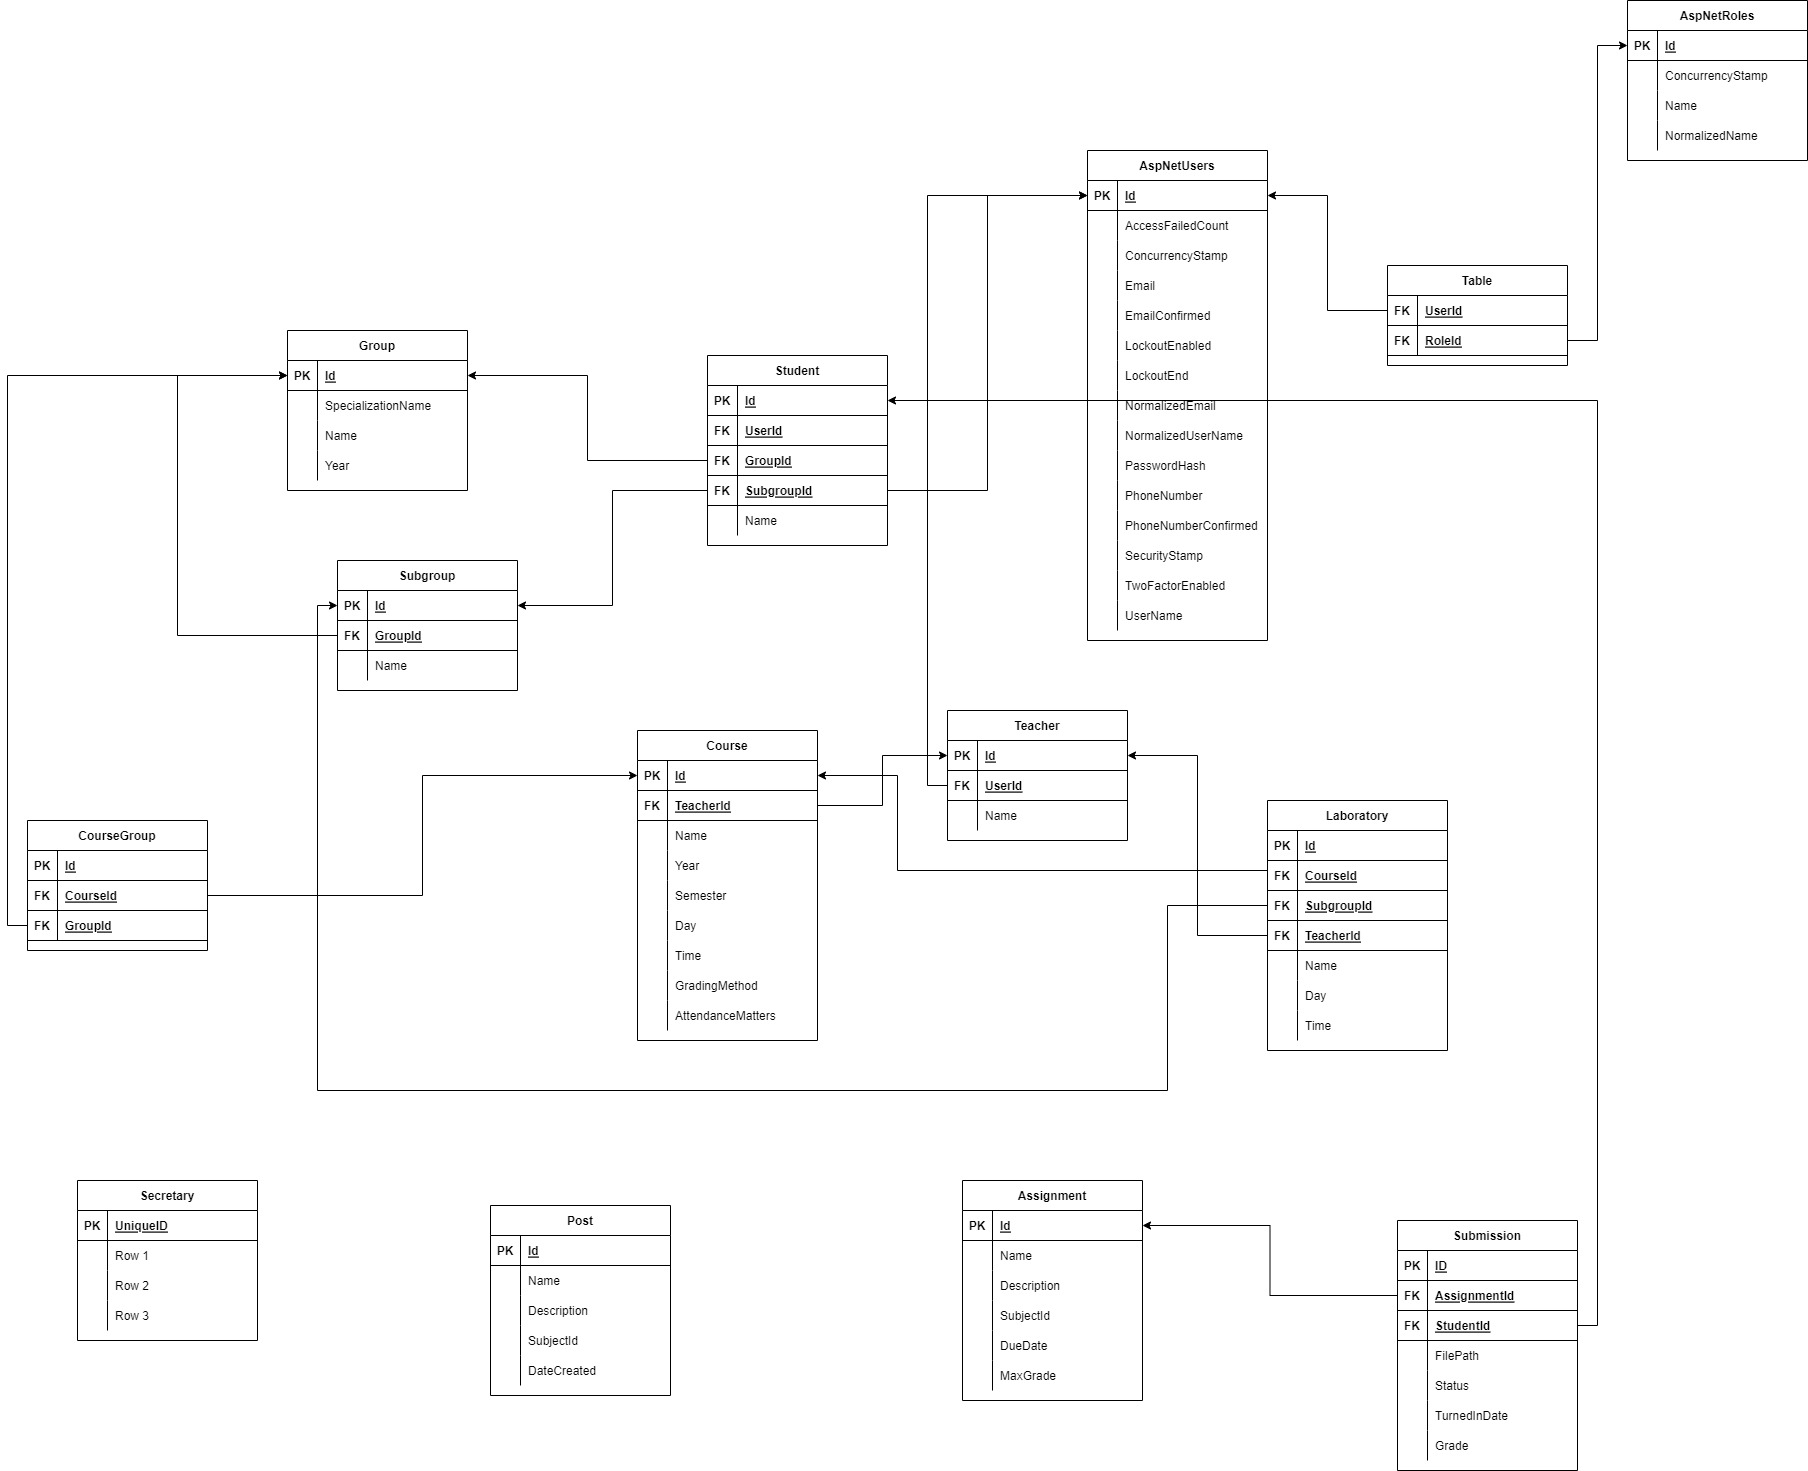 AspNetRoles
PK Id
ConcurrencyStamp
Name
NormalizedName
AspNetUsers
PK Id
AccessFailedCount
ConcurrencyStamp
Email
EmailConfirmed
LockoutEnabled
LockoutEnd
NormalizedEmail
NormalizedUserName
PasswordHash
PhoneNumber
PhoneNumberConfirmed
SecurityStamp
TwoFactorEnabled
UserName
Table
FK UserId
FK RoleId
Group
PK Id
SpecializationName
Name
Year
Student
PK Id
FK UserId
FK GroupId
FK SubgroupId
Name
Subgroup
PK Id
FK GroupId
Name
Course
PK Id
FK TeacherId
Name
Year
Semester
Day
Time
GradingMethod
AttendanceMatters
Teacher
PK Id
FK UserId
Name
Laboratory
PK Id
FK CourseId
FK SubgroupId
FK TeacherId
Name
Day
Time
CourseGroup
PK Id
FK CourseId
FK GroupId
Secretary
PK UniqueID
Row 1
Row 2
Row 3
Post
PK Id
Name
Description
SubjectId
DateCreated
Assignment
PK Id
Name
Description
SubjectId
DueDate
MaxGrade
Submission
PK ID
FK AssignmentId
FK StudentId
FilePath
Status
TurnedInDate
Grade